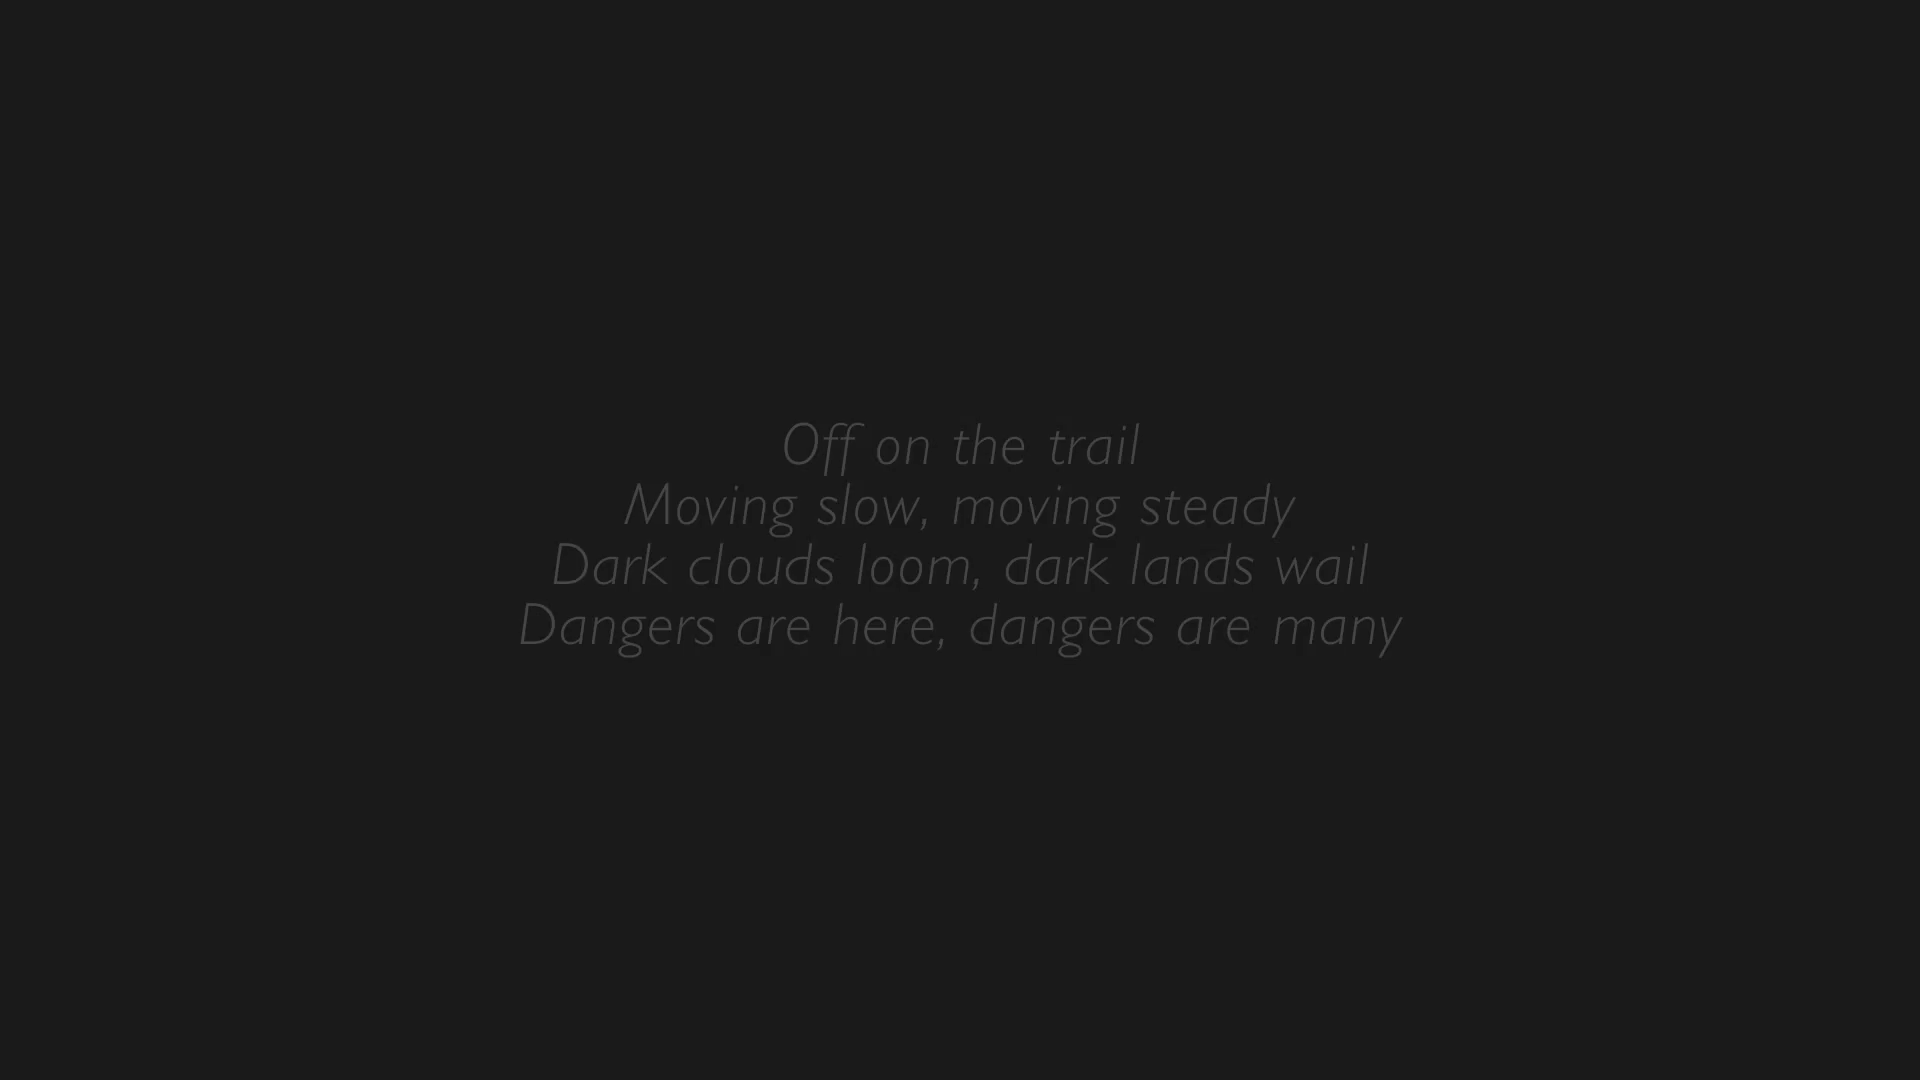 Off on the trail
Moving slow, moving steady
Dark clouds loom, dark lands wail
Dangers are here, dangers are many